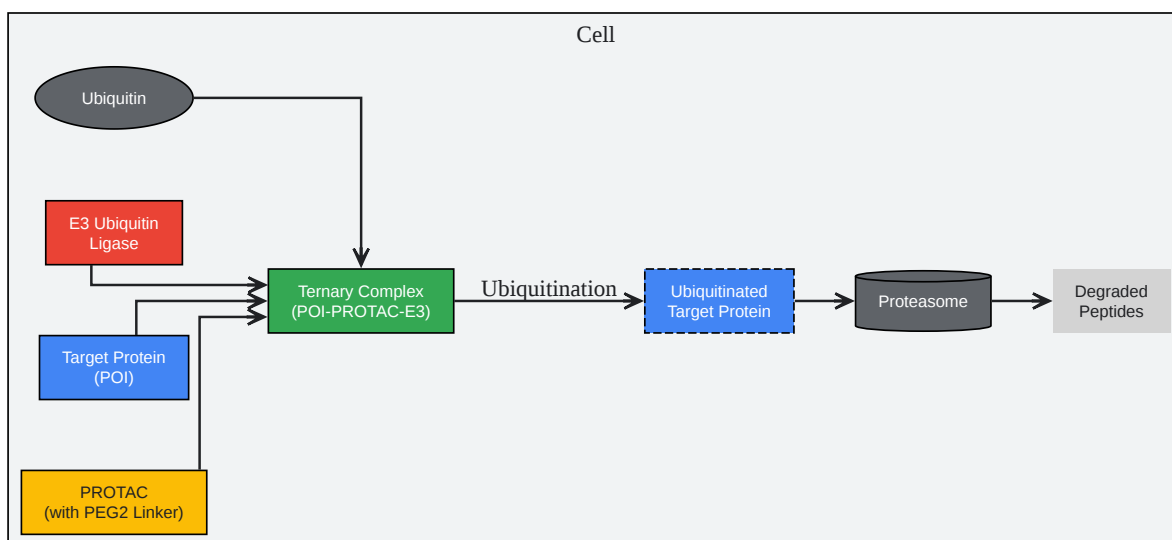 Cell
Ubiquitin
E3 Ubiquitin
Ligase
Ternary Complex
(POI-PROTAC-E3)
Ubiquitination
Ubiquitinated
Target Protein
Proteasome
Degraded
Peptides
Target Protein
(POI)
PROTAC
(with PEG2 Linker)